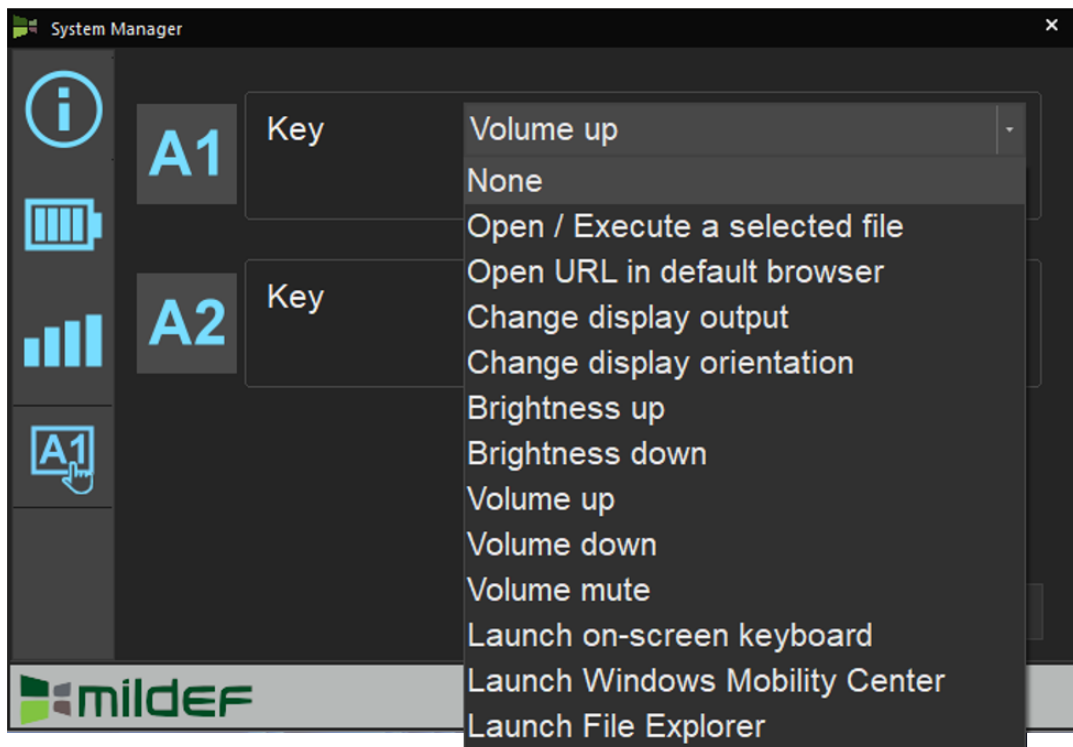 System Manager
A1
Key
Volume up
None
Open / Execute a selected file
Open URL in default browser
Change display output
Change display orientation
Brightness up
Brightness down
Volume up
Volume down
Volume mute
Launch on-screen keyboard
Launch Windows Mobility Center
Launch File Explorer
A2
Key
A1
mildef